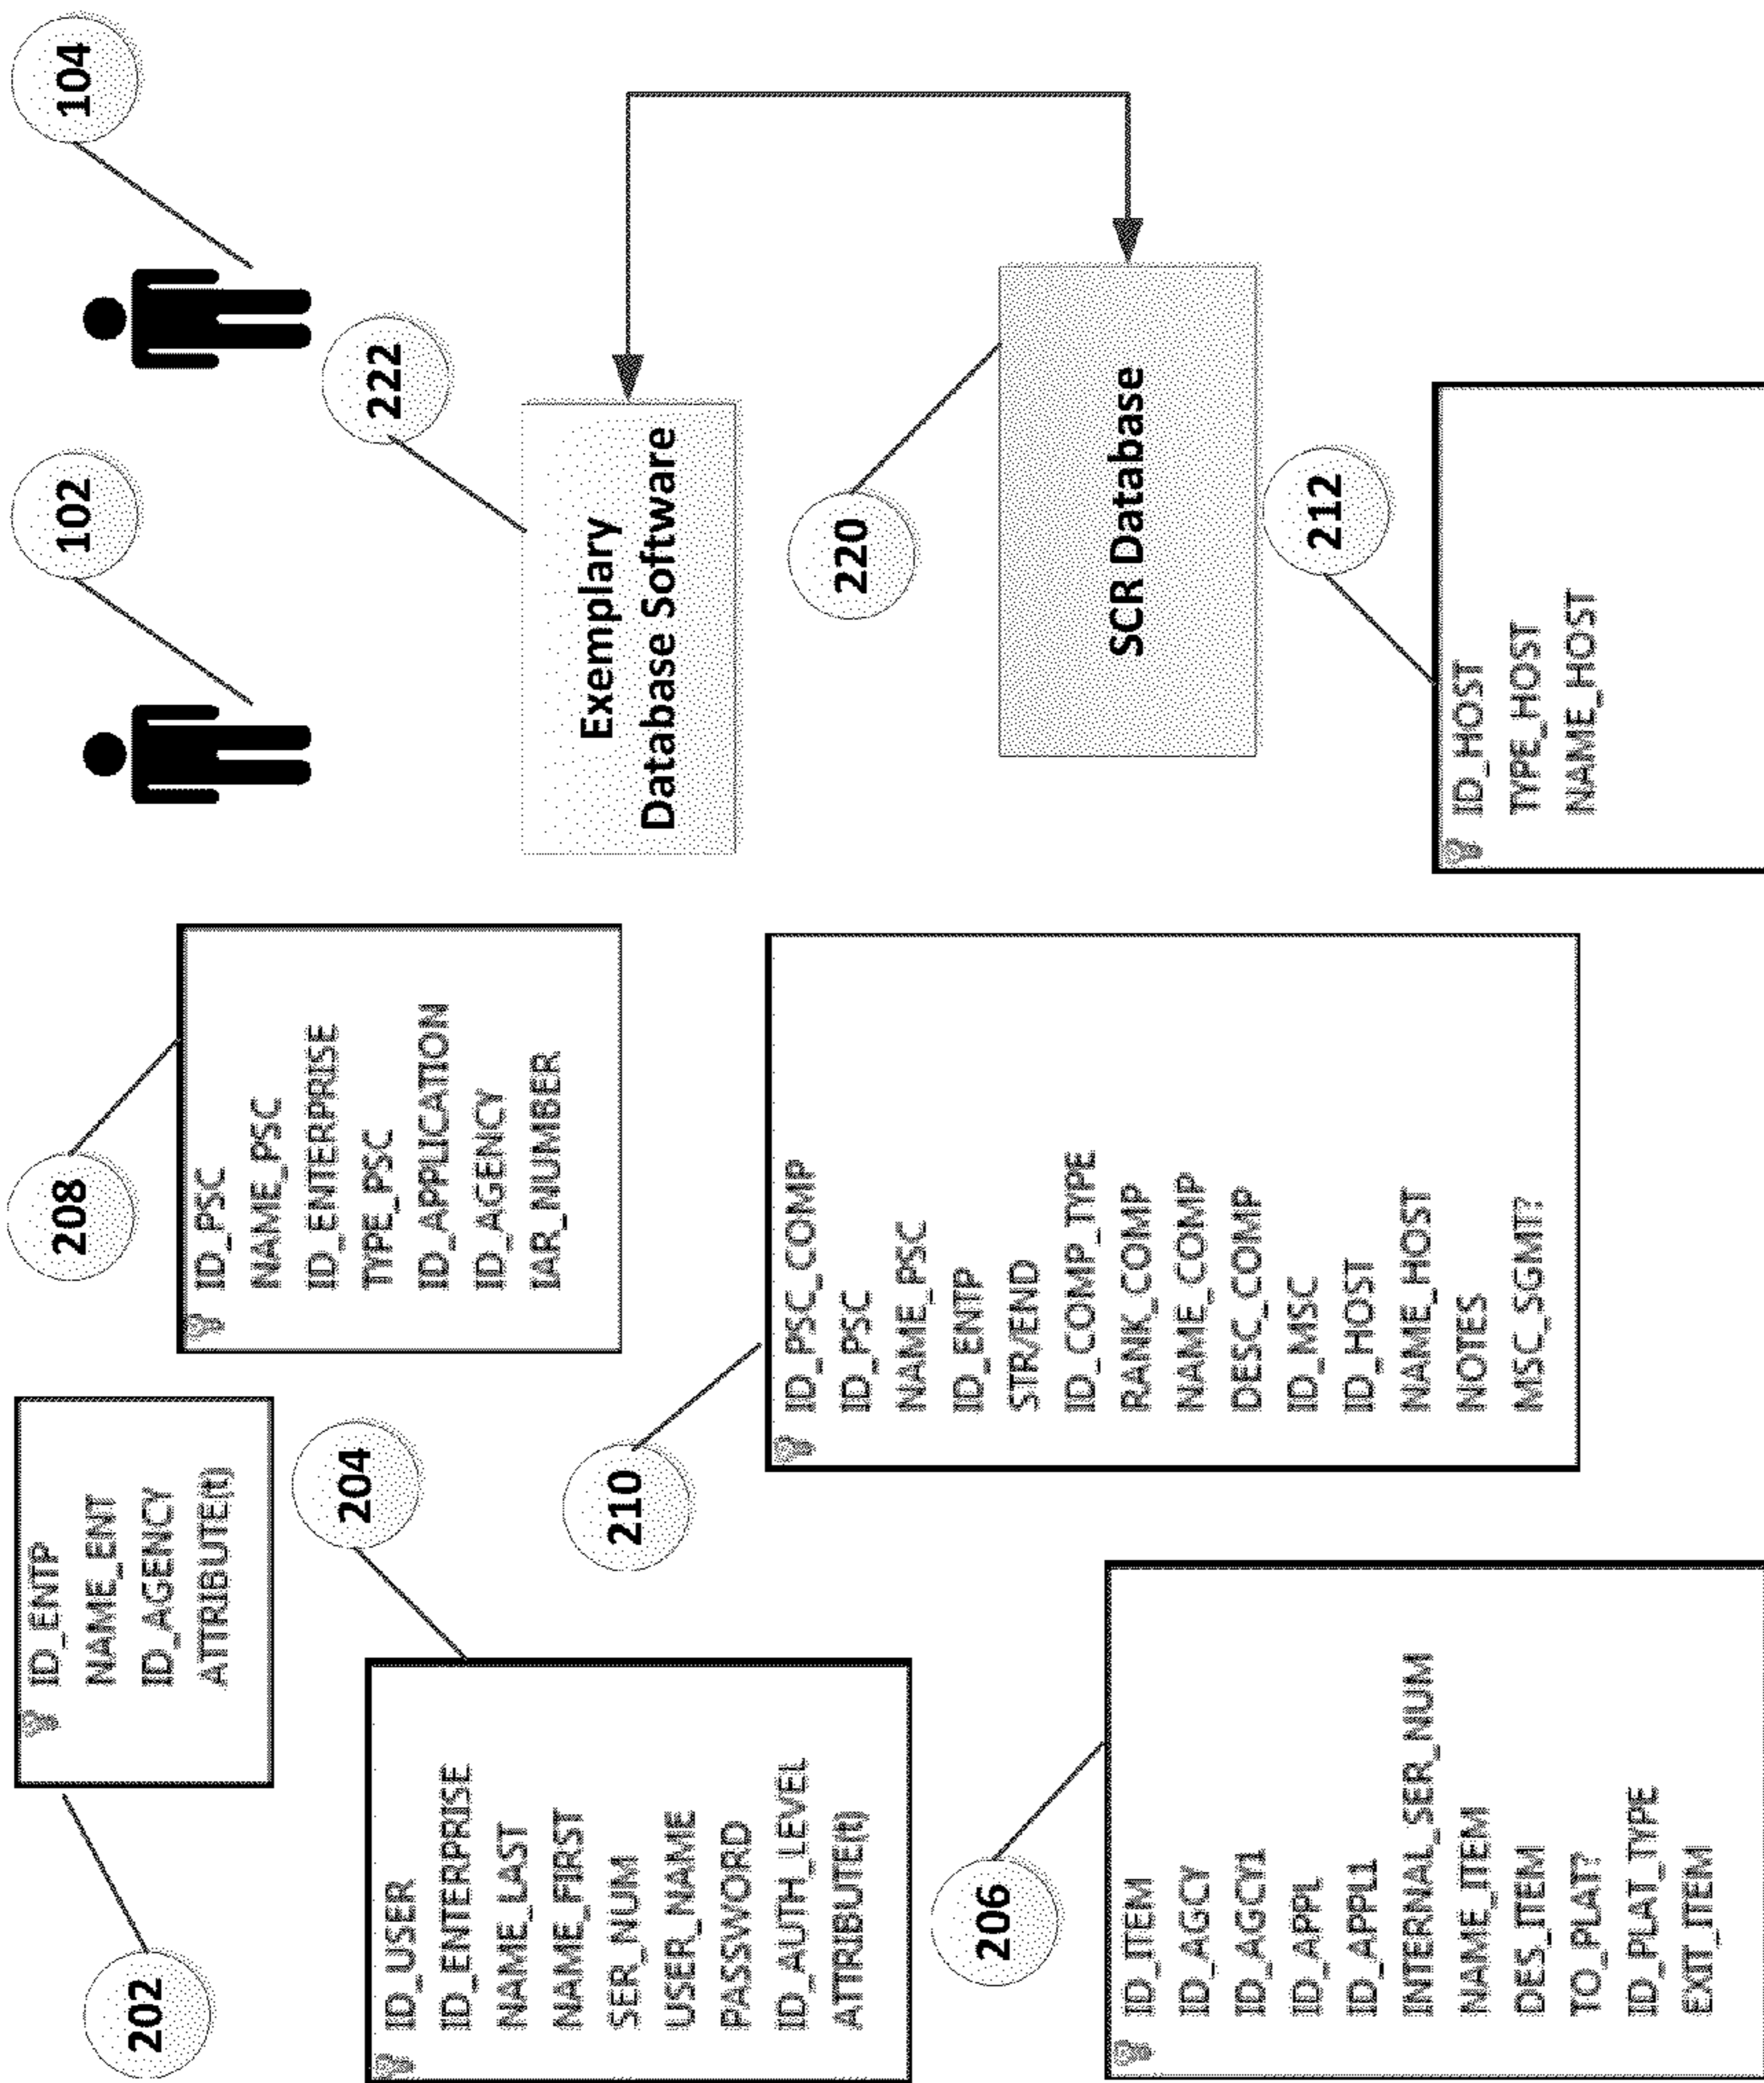 202
ID_ENTP
NAME_ENT
ID_AGENCY
ATTRIBUTE(t)
208
ID_PSC
NAME_PSC
ID_ENTERPRISE
TYPE_PSC
ID_APPLICATION
ID_AGENCY
IAR_NUMBER
102
104
204
ID_USER
ID_ENTERPRISE
NAME_LAST
NAME_FIRST
SER_NUM
USER_NAME
PASSWORD
ID_AUTH_LEVEL
ATTRIBUTE(t)
222
Exemplary
Database Software
210
ID_PSC_COMP
ID_PSC
NAME_PSC
ID_ENTP
STR/END
ID_COMP_TYPE
RANK_COMP
NAME_COMP
DESC_COMP
ID_MSC
ID_HOST
NAME_HOST
NOTES
MSC_SGMT?
220
SCR Database
206
ID_ITEM
ID_AGCY
ID_AGCY1
ID_APPL
ID_APPL1
INTERNAL_SER_NUM
NAME_ITEM
DES_ITEM
TO_PLAT?
ID_PLAT_TYPE
EXIT_ITEM
212
ID_HOST
TYPE_HOST
NAME_HOST